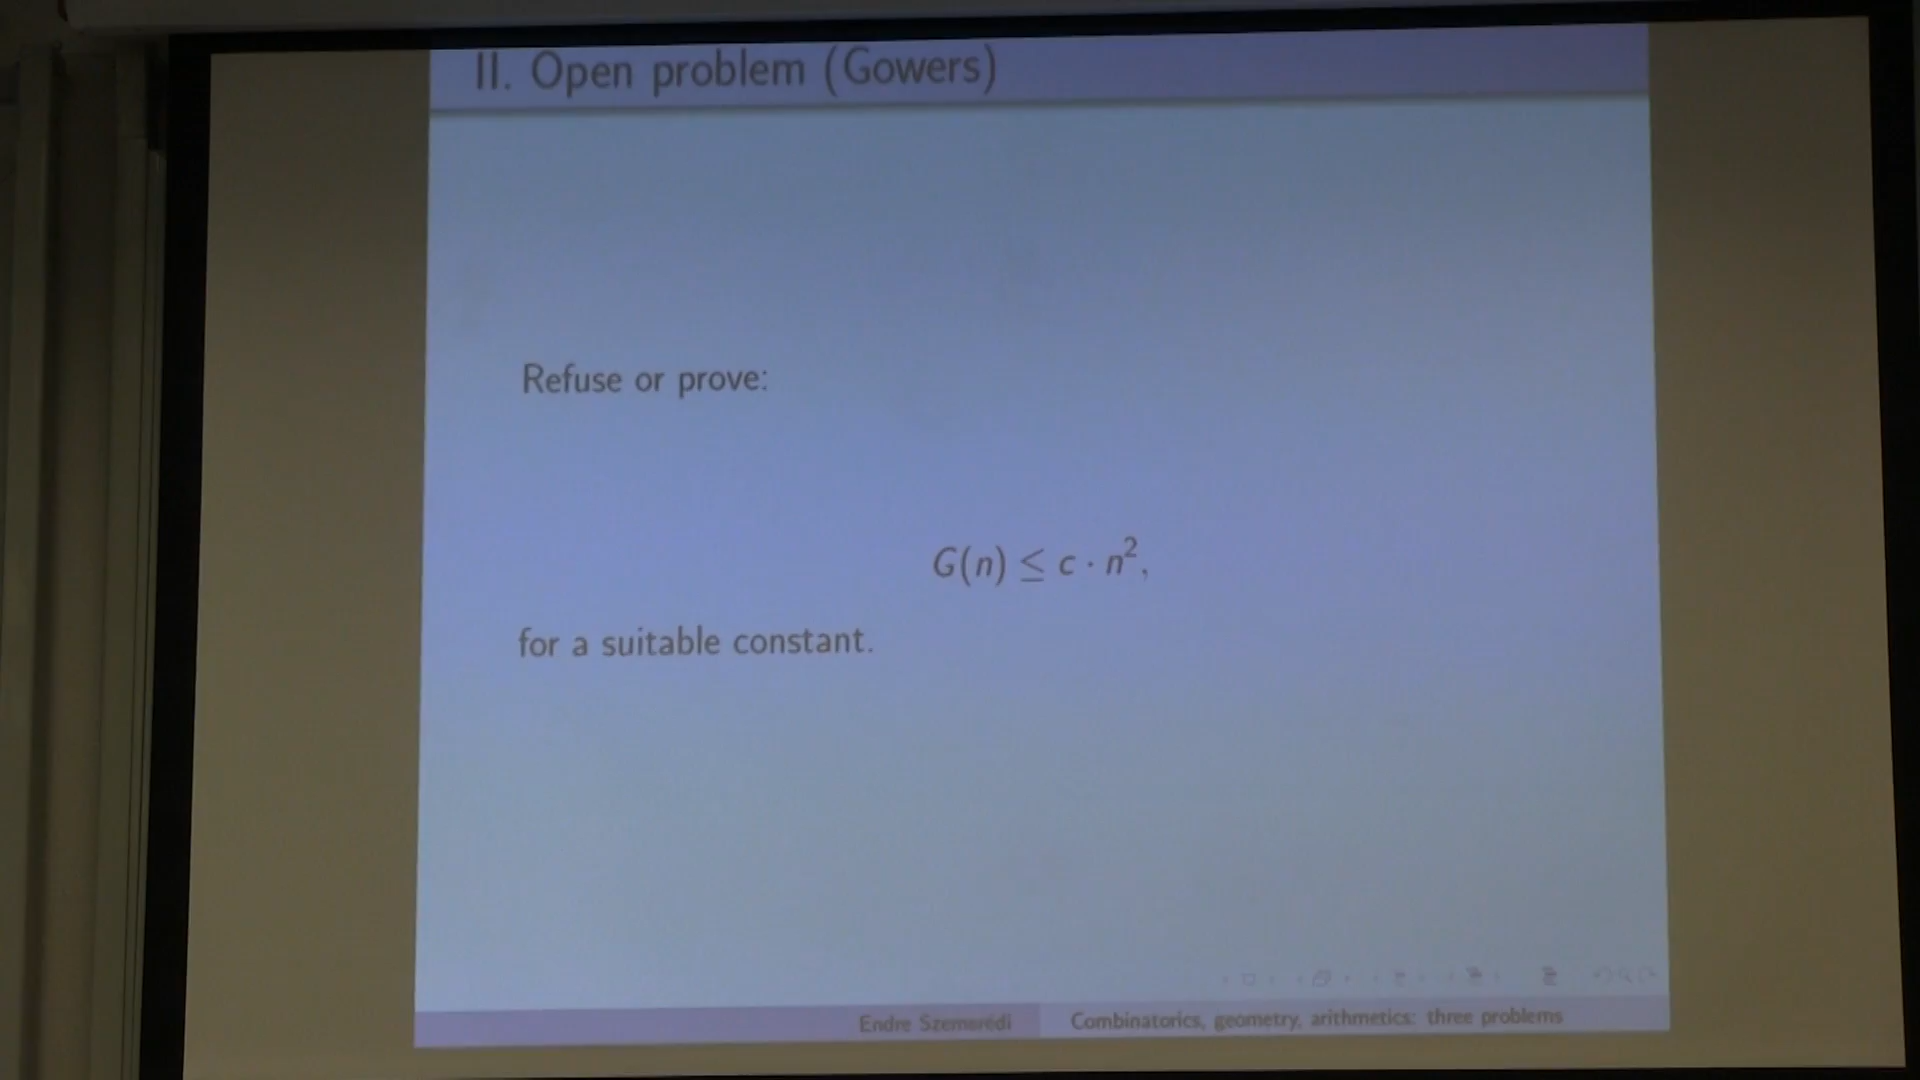 II. Open problem (Gowers)
Refuse or prove:
G(n) ≤ c · n²,
for a suitable constant.
Endre Szemerédi Combinatorics, geometry, arithmetics: three problems